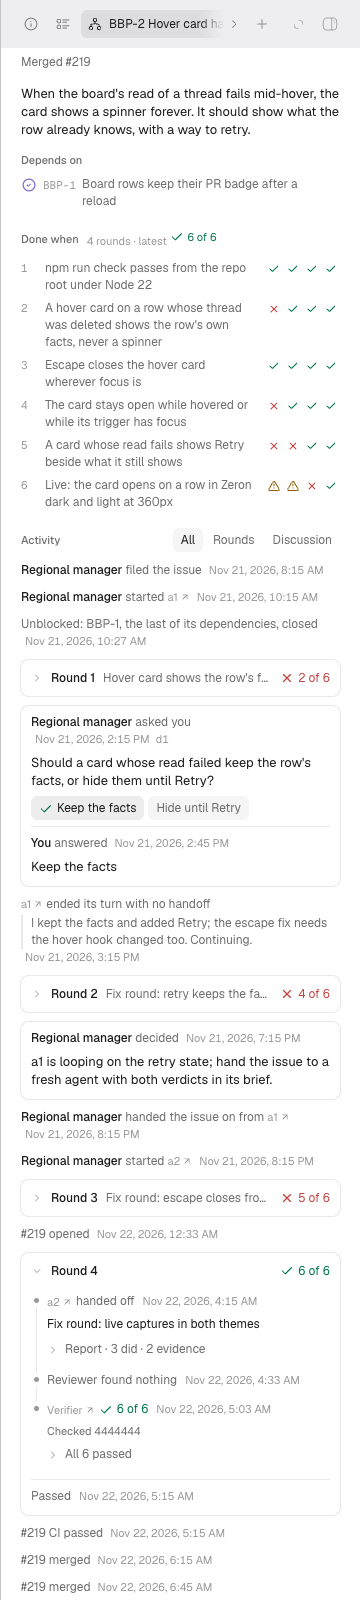 BBP-2 Hover card ha
Merged #219
When the board's read of a thread fails mid-hover, the
card shows a spinner forever. It should show what the
row already knows, with a way to retry.
Depends on
BBP-1 Board rows keep their PR badge after a
reload
Done when 4 rounds · latest 6 of 6
1 npm run check passes from the repo
root under Node 22
2 A hover card on a row whose thread
was deleted shows the row's own
facts, never a spinner
3 Escape closes the hover card
wherever focus is
4 The card stays open while hovered or
while its trigger has focus
5 A card whose read fails shows Retry
beside what it still shows
6 Live: the card opens on a row in Zeron
dark and light at 360px
Activity All Rounds Discussion
Regional manager filed the issue Nov 21, 2026, 8:15 AM
Regional manager started a1 ↗ Nov 21, 2026, 10:15 AM
Unblocked: BBP-1, the last of its dependencies, closed
Nov 21, 2026, 10:27 AM
Round 1 Hover card shows the row's f... 2 of 6
Regional manager asked you
Nov 21, 2026, 2:15 PM d1
Should a card whose read failed keep the row's
facts, or hide them until Retry?
Keep the facts Hide until Retry
You answered Nov 21, 2026, 2:45 PM
Keep the facts
a1 ↗ ended its turn with no handoff
I kept the facts and added Retry; the escape fix needs
the hover hook changed too. Continuing.
Nov 21, 2026, 3:15 PM
Round 2 Fix round: retry keeps the fa... 4 of 6
Regional manager decided Nov 21, 2026, 7:15 PM
a1 is looping on the retry state; hand the issue to a
fresh agent with both verdicts in its brief.
Regional manager handed the issue on from a1 ↗
Nov 21, 2026, 8:15 PM
Regional manager started a2 ↗ Nov 21, 2026, 8:15 PM
Round 3 Fix round: escape closes fro... 5 of 6
#219 opened Nov 22, 2026, 12:33 AM
Round 4 6 of 6
a2 ↗ handed off Nov 22, 2026, 4:15 AM
Fix round: live captures in both themes
Report · 3 did · 2 evidence
Reviewer found nothing Nov 22, 2026, 4:33 AM
Verifier ↗ 6 of 6 Nov 22, 2026, 5:03 AM
Checked 4444444
All 6 passed
Passed Nov 22, 2026, 5:15 AM
#219 CI passed Nov 22, 2026, 5:15 AM
#219 merged Nov 22, 2026, 6:15 AM
#219 merged Nov 22, 2026, 6:45 AM